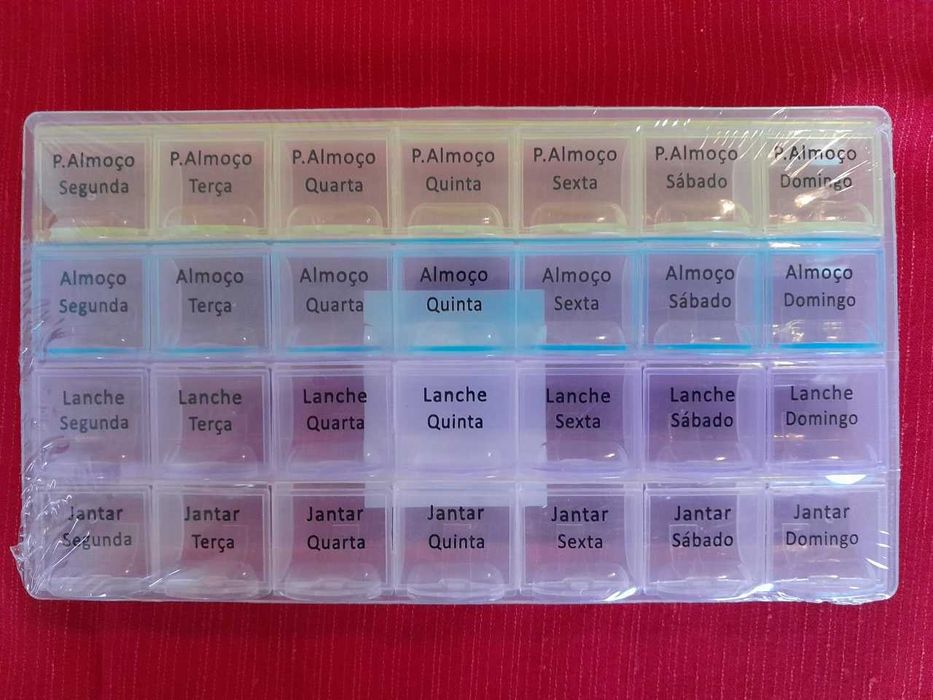 P.Almoço P.Almoço P.Almoço P.Almoço P.Almoço P.Almoço P.Almoço
Segunda Terça Quarta Quinta Sexta Sábado Domingo
Almoço Almoço Almoço Almoço Almoço Almoço Almoço
Segunda Terça Quarta Quinta Sexta Sábado Domingo
Lanche Lanche Lanche Lanche Lanche Lanche Lanche
Segunda Terça Quarta Quinta Sexta Sábado Domingo
Jantar Jantar Jantar Jantar Jantar Jantar Jantar
Segunda Terça Quarta Quinta Sexta Sábado Domingo